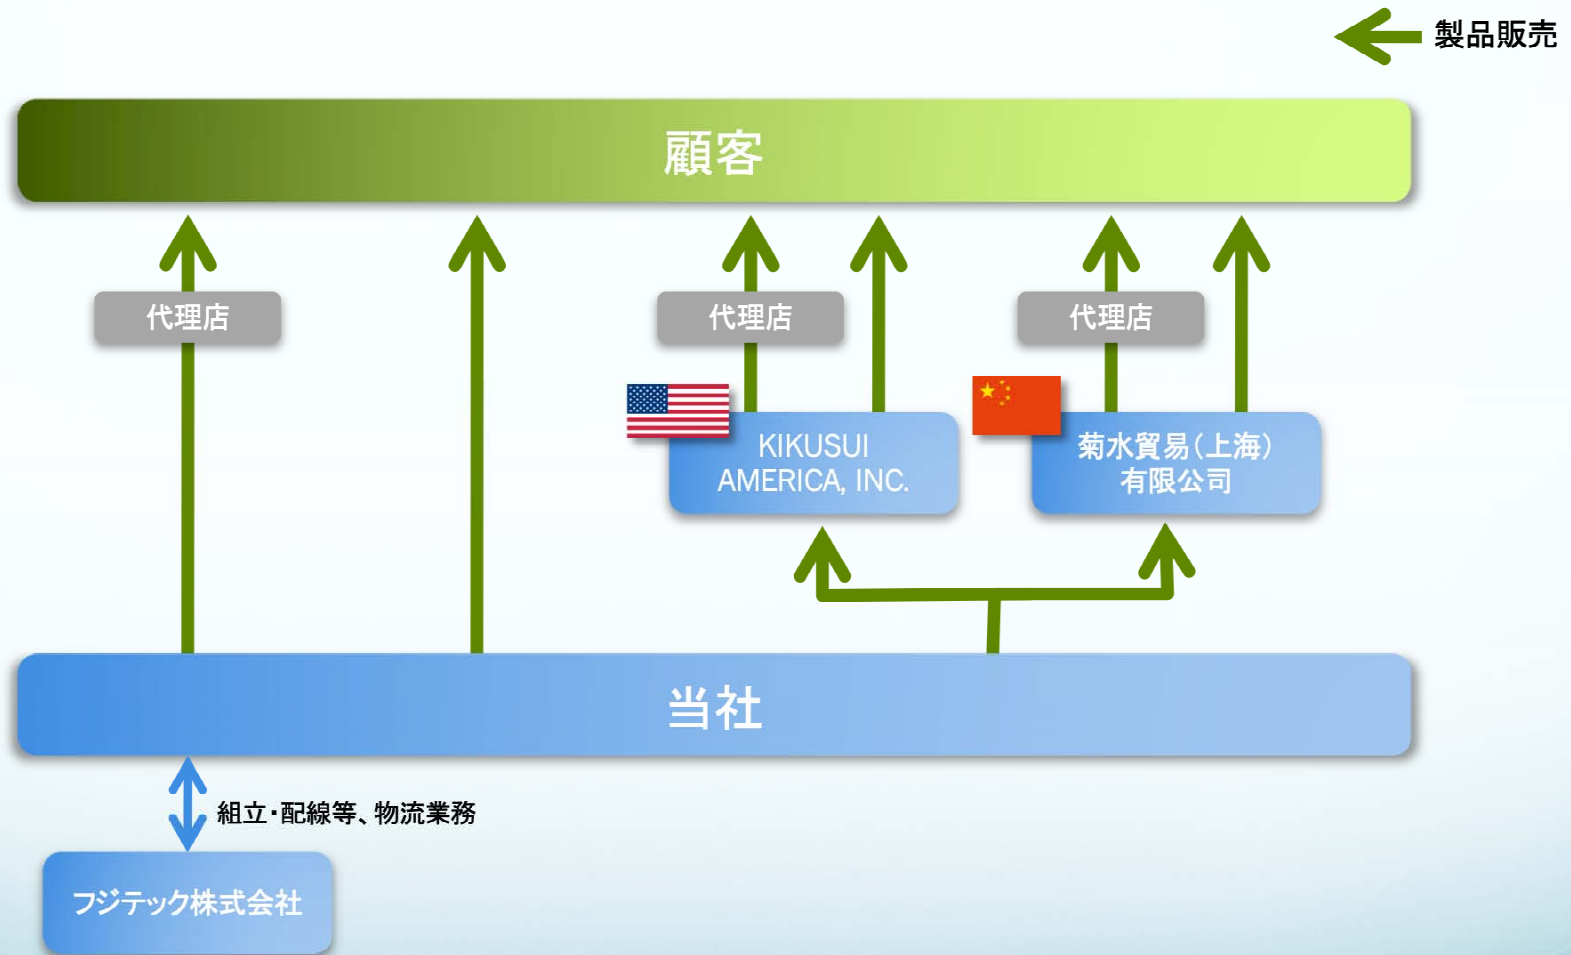 製品販売
顧客
代理店
代理店
代理店
KIKUSUI
AMERICA, INC.
菊水貿易(上海)
有限公司
当社
組立・配線等、物流業務
フジテック株式会社